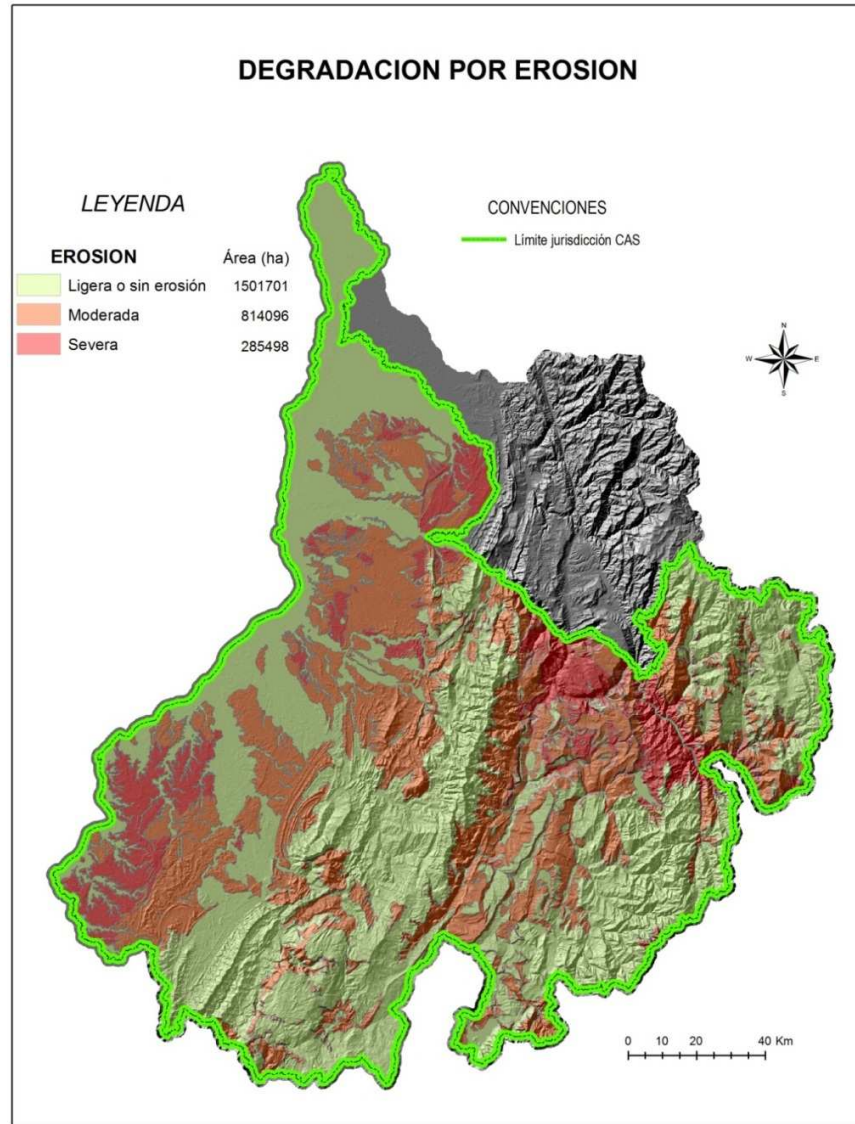 DEGRADACION POR EROSION
LEYENDA
EROSION Área (ha)
Ligera o sin erosión 1501701
Moderada 814096
Severa 285498
CONVENCIONES
Límite jurisdicción CAS
N
W E
S
0 10 20 40 Km